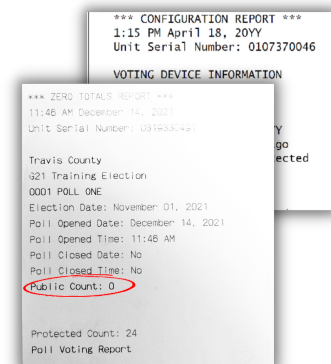 *** CONFIGURATION REPORT ***
1:15 PM April 18, 20YY
Unit Serial Number: 0107370046
VOTING DEVICE INFORMATION
*** ZERO TOTALS REPORT ***
11:46 AM December 14, 2021
Unit Serial Number:
Travis County
G21 Training Election
0001 POLL ONE
Election Date: November 01, 2021
Poll Opened Date: December 14, 2021
Poll Opened Time: 11:46 AM
Poll Closed Date: No
Poll Closed Time: No
Public Count: 0
Protected Count: 24
Poll Voting Report